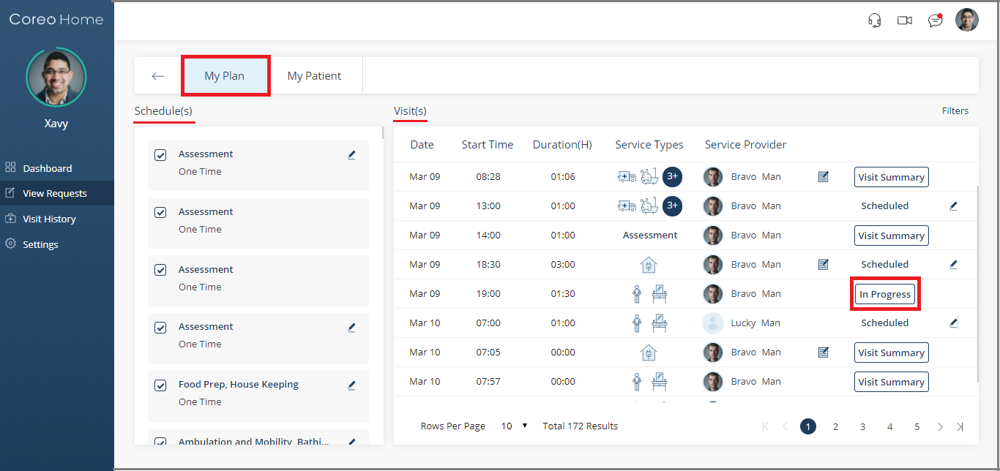 Coreo Home
Xavy
Dashboard
View Requests
Visit History
Settings
My Plan
My Patient
Schedule(s)
Assessment
One Time
Assessment
One Time
Assessment
One Time
Assessment
One Time
Food Prep, House Keeping
One Time
Ambulation and Mobility, Bathi...
Visit(s)
Filters
Date Start Time Duration(H) Service Types Service Provider
Mar 09 08:28 01:06 3+ Bravo Man Visit Summary
Mar 09 13:00 01:00 3+ Bravo Man Scheduled
Mar 09 14:00 01:00 Assessment Bravo Man Visit Summary
Mar 09 18:30 03:00 Bravo Man Scheduled
Mar 09 19:00 01:30 Bravo Man In Progress
Mar 10 07:00 01:00 Lucky Man Scheduled
Mar 10 07:05 00:00 Bravo Man Visit Summary
Mar 10 07:57 00:00 Bravo Man Visit Summary
Rows Per Page 10 Total 172 Results 1 2 3 4 5